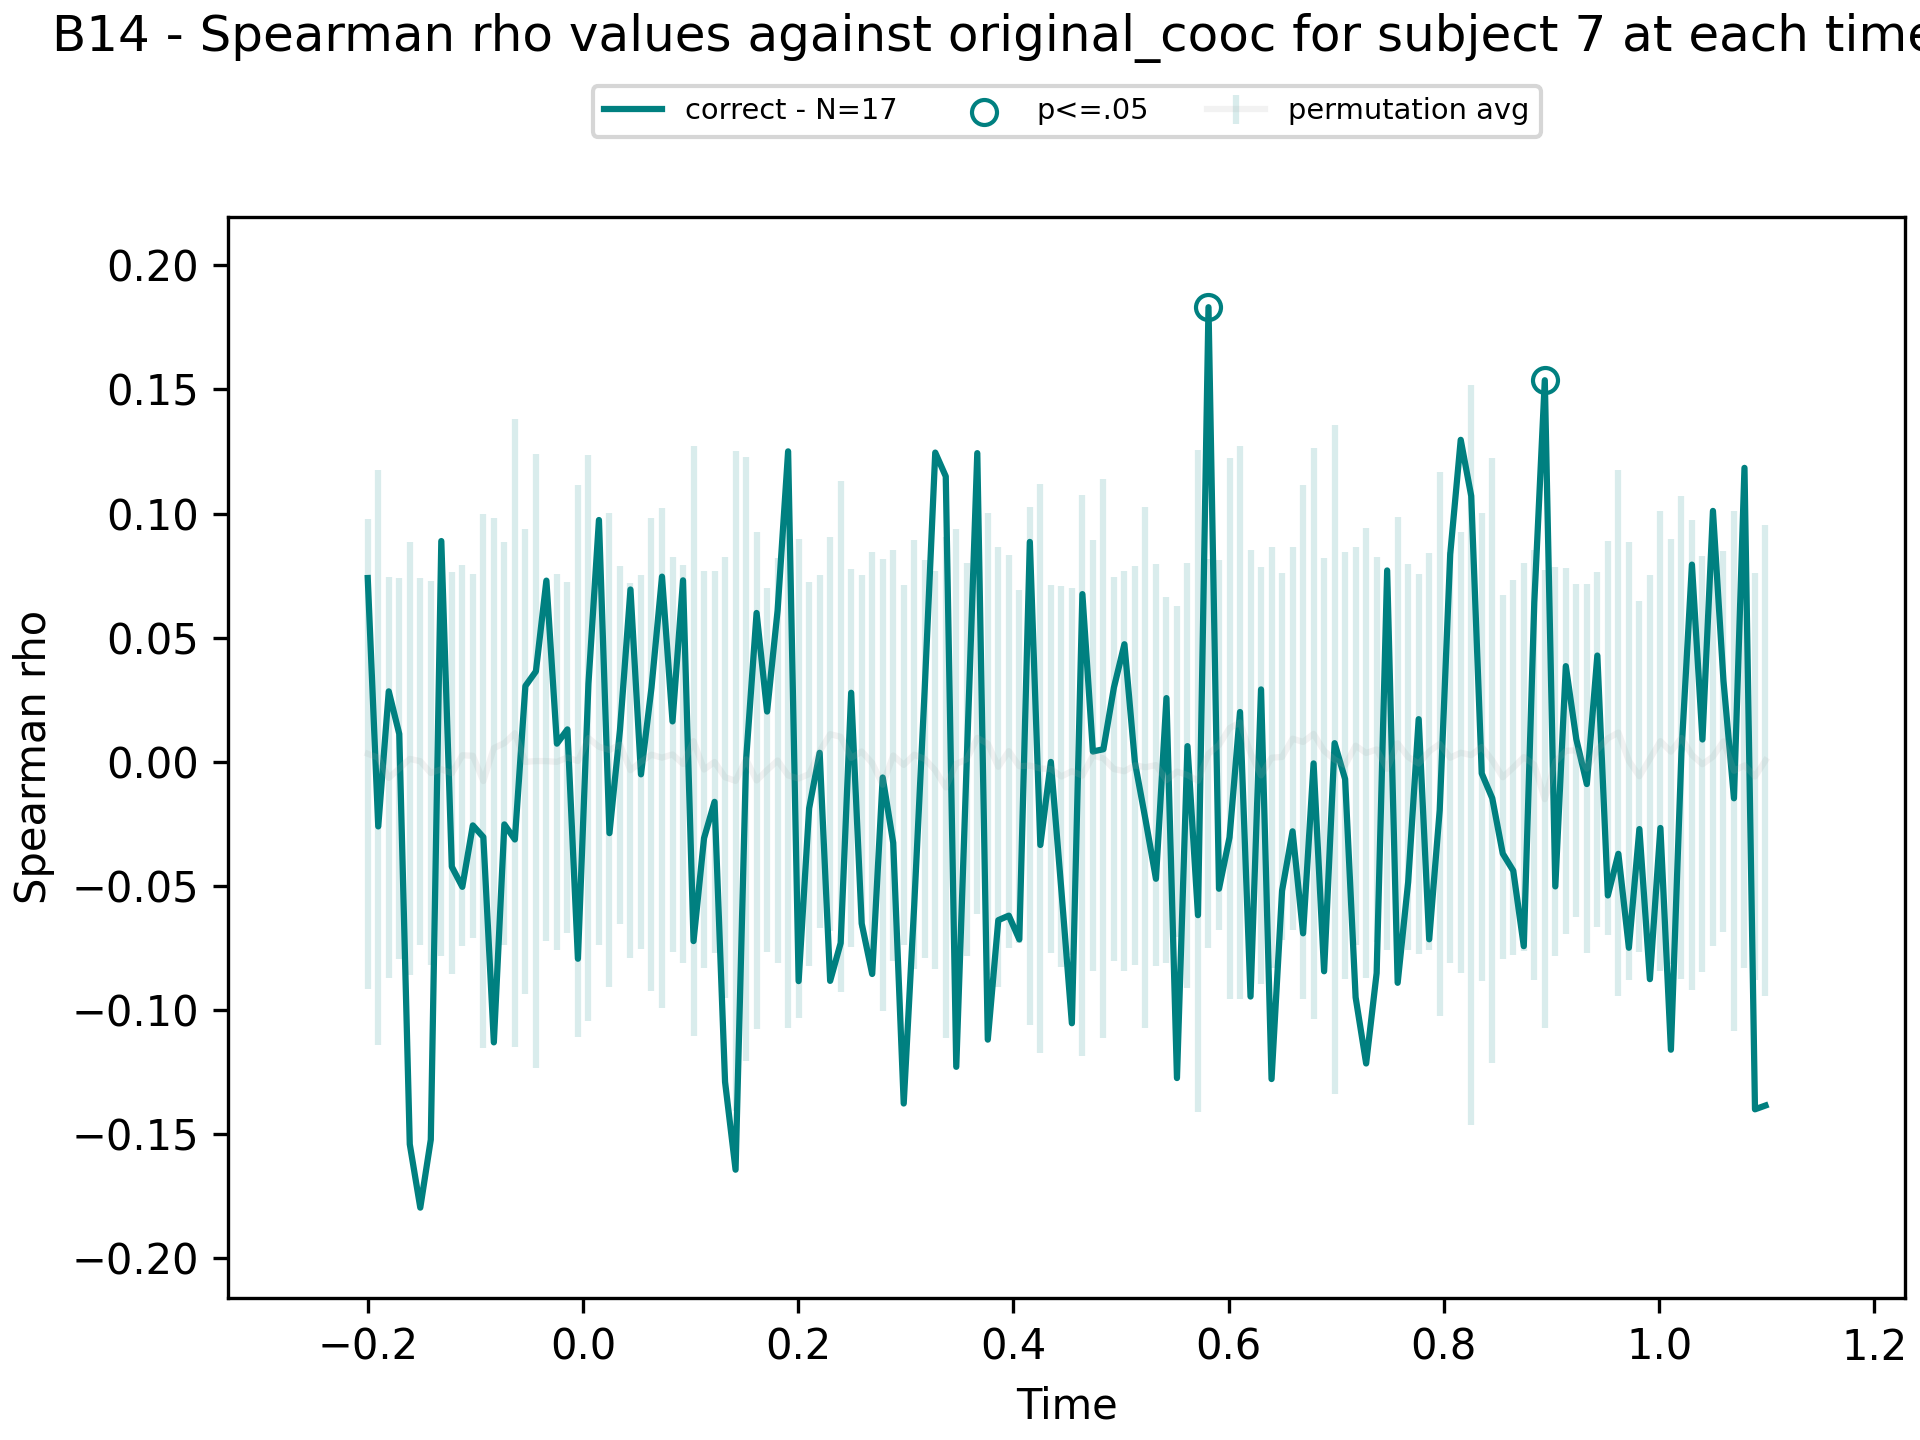 B14 - Spearman rho values against original_cooc for subject 7 at each time
correct - N=17 p<=.05 permutation avg
0.20
0.15
0.10
0.05
0.00
−0.05
−0.10
−0.15
−0.20
Spearman rho
−0.2 0.0 0.2 0.4 0.6 0.8 1.0 1.2
Time